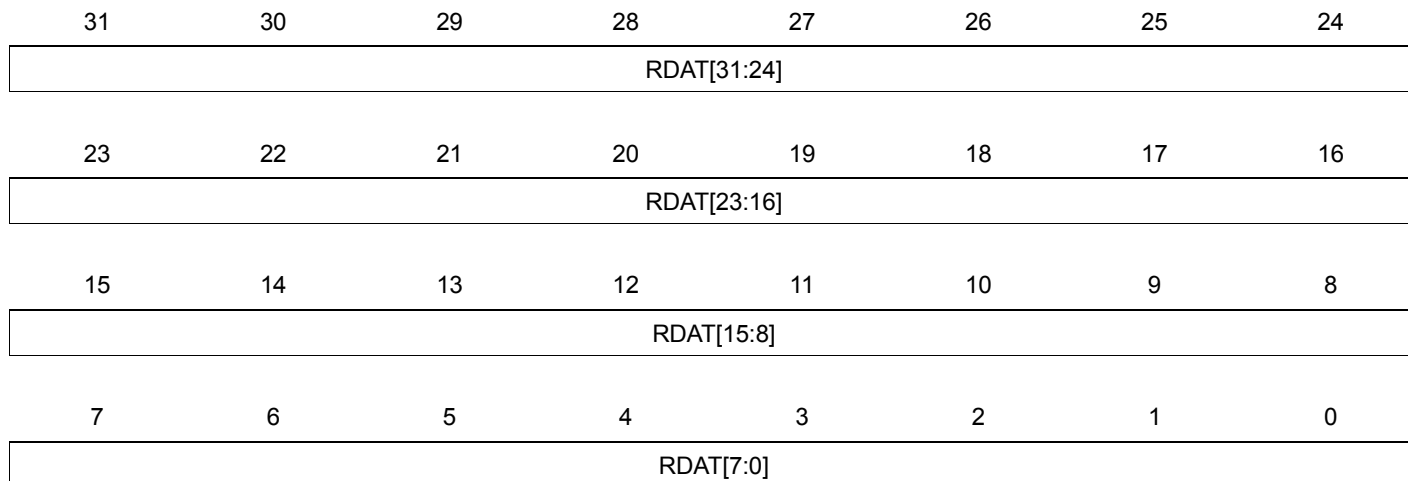 31 30 29 28 27 26 25 24
RDAT[31:24]
23 22 21 20 19 18 17 16
RDAT[23:16]
15 14 13 12 11 10 9 8
RDAT[15:8]
7 6 5 4 3 2 1 0
RDAT[7:0]